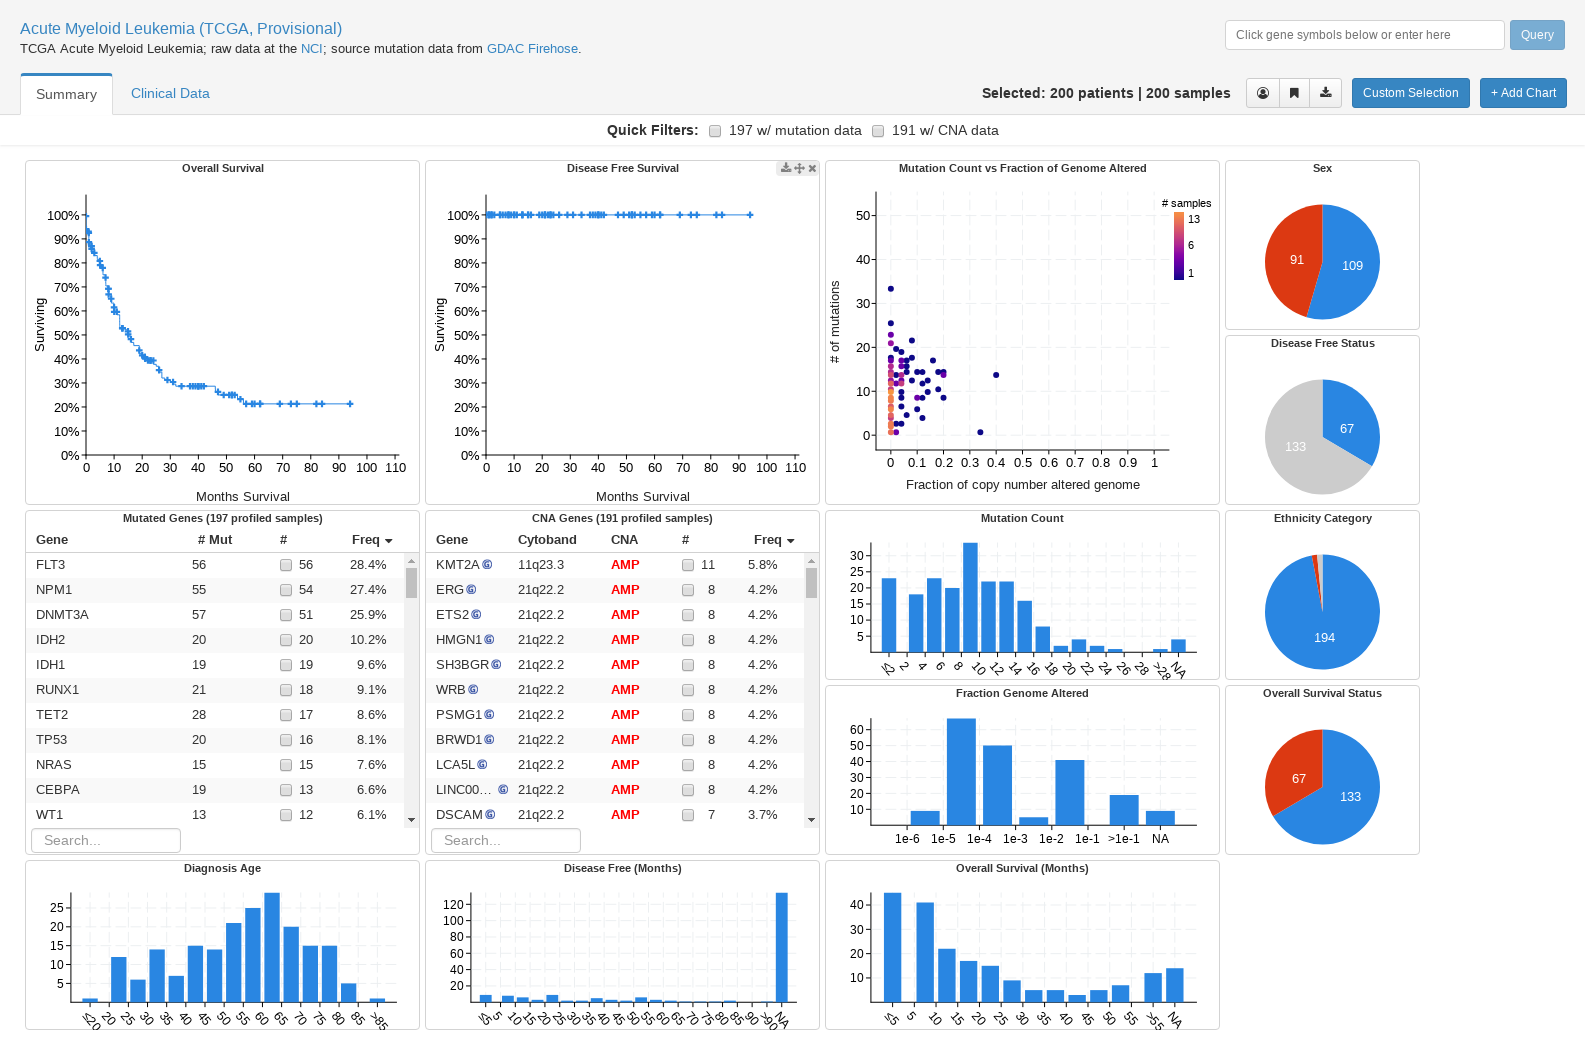 Acute Myeloid Leukemia (TCGA, Provisional)
TCGA Acute Myeloid Leukemia; raw data at the NCI; source mutation data from GDAC Firehose.
Click gene symbols below or enter here
Query
Summary
Clinical Data
Selected: 200 patients | 200 samples
Custom Selection
+ Add Chart
Quick Filters: 197 w/ mutation data 191 w/ CNA data
Overall Survival
100%
90%
80%
70%
60%
50%
40%
30%
20%
10%
0%
Surviving
0 10 20 30 40 50 60 70 80 90 100 110
Months Survival
Disease Free Survival
100%
90%
80%
70%
60%
50%
40%
30%
20%
10%
0%
Surviving
0 10 20 30 40 50 60 70 80 90 100 110
Months Survival
Mutation Count vs Fraction of Genome Altered
# samples
13
6
1
50
40
30
20
10
0
# of mutations
0 0.1 0.2 0.3 0.4 0.5 0.6 0.7 0.8 0.9 1
Fraction of copy number altered genome
Sex
91
109
Disease Free Status
67
133
Mutated Genes (197 profiled samples)
Gene # Mut # Freq
FLT3 56 56 28.4%
NPM1 55 54 27.4%
DNMT3A 57 51 25.9%
IDH2 20 20 10.2%
IDH1 19 19 9.6%
RUNX1 21 18 9.1%
TET2 28 17 8.6%
TP53 20 16 8.1%
NRAS 15 15 7.6%
CEBPA 19 13 6.6%
WT1 13 12 6.1%
Search...
CNA Genes (191 profiled samples)
Gene Cytoband CNA # Freq
KMT2A G 11q23.3 AMP 11 5.8%
ERG G 21q22.2 AMP 8 4.2%
ETS2 G 21q22.2 AMP 8 4.2%
HMGN1 G 21q22.2 AMP 8 4.2%
SH3BGR G 21q22.2 AMP 8 4.2%
WRB G 21q22.2 AMP 8 4.2%
PSMG1 G 21q22.2 AMP 8 4.2%
BRWD1 G 21q22.2 AMP 8 4.2%
LCA5L G 21q22.2 AMP 8 4.2%
LINC00... G 21q22.2 AMP 8 4.2%
DSCAM G 21q22.2 AMP 7 3.7%
Search...
Mutation Count
30
25
20
15
10
5
≤2 2 4 6 8 10 12 14 16 18 20 22 24 26 28 >28 NA
Ethnicity Category
194
Fraction Genome Altered
60
50
40
30
20
10
1e-6 1e-5 1e-4 1e-3 1e-2 1e-1 >1e-1 NA
Overall Survival Status
67
133
Diagnosis Age
25
20
15
10
5
≤20 20 25 30 35 40 45 50 55 60 65 70 75 80 85 >85
Disease Free (Months)
120
100
80
60
40
20
≤5 5 10 15 20 25 30 35 40 45 50 55 60 65 70 75 80 85 90 >90 NA
Overall Survival (Months)
40
30
20
10
≤5 5 10 15 20 25 30 35 40 45 50 55 >55 NA